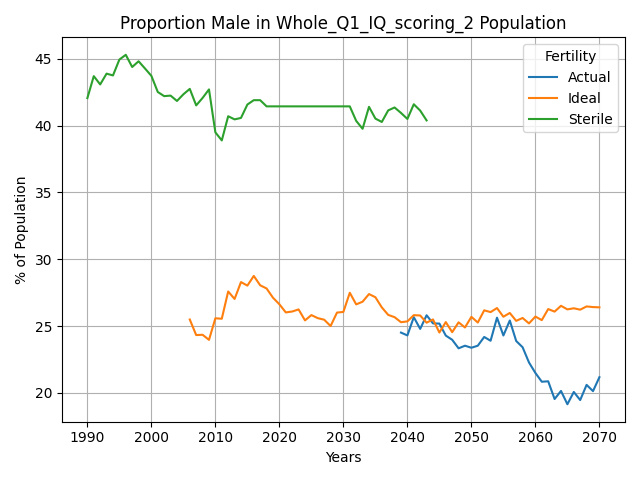 Proportion Male in Whole_Q1_IQ_scoring_2 Population
Fertility
Actual
Ideal
Sterile
% of Population
45
40
35
30
25
20
1990 2000 2010 2020 2030 2040 2050 2060 2070
Years